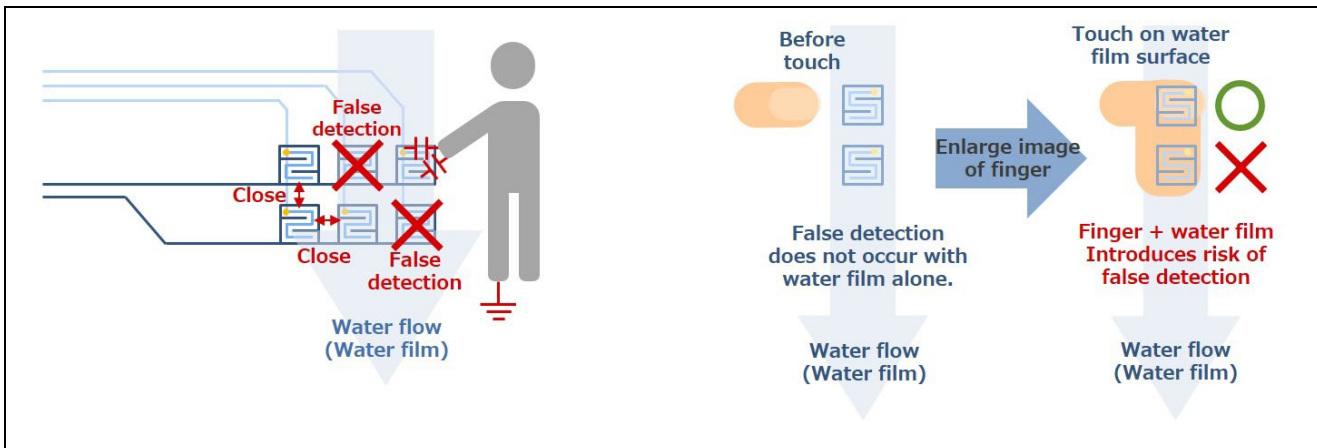 False
detection
Close
Close
False
detection
Water flow
(Water film)
Before
touch
False detection
does not occur with
water film alone.
Water flow
(Water film)
Enlarge image
of finger
Touch on water
film surface
Finger + water film
Introduces risk of
false detection
Water flow
(Water film)